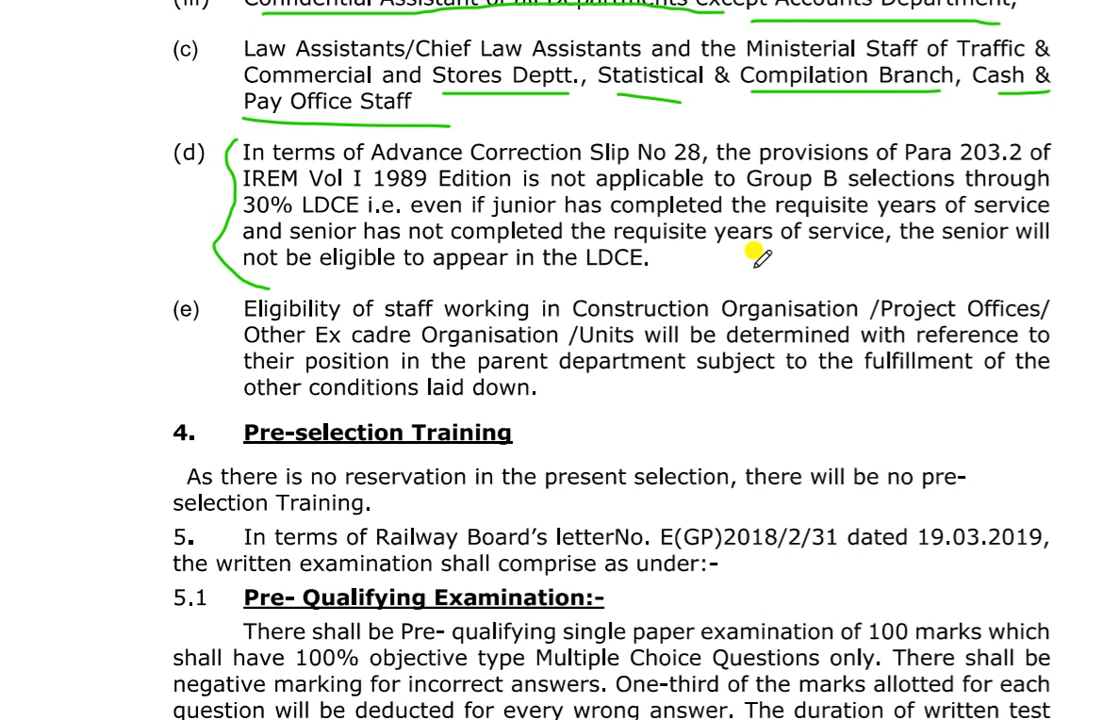 (iii) Confidential Assistant of all Departments except Accounts Department,
(c) Law Assistants/Chief Law Assistants and the Ministerial Staff of Traffic &
Commercial and Stores Deptt., Statistical & Compilation Branch, Cash &
Pay Office Staff
(d) In terms of Advance Correction Slip No 28, the provisions of Para 203.2 of
IREM Vol I 1989 Edition is not applicable to Group B selections through
30% LDCE i.e. even if junior has completed the requisite years of service
and senior has not completed the requisite years of service, the senior will
not be eligible to appear in the LDCE.
(e) Eligibility of staff working in Construction Organisation /Project Offices/
Other Ex cadre Organisation /Units will be determined with reference to
their position in the parent department subject to the fulfillment of the
other conditions laid down.
4. Pre-selection Training
As there is no reservation in the present selection, there will be no pre-
selection Training.
5. In terms of Railway Board’s letterNo. E(GP)2018/2/31 dated 19.03.2019,
the written examination shall comprise as under:-
5.1 Pre- Qualifying Examination:-
There shall be Pre- qualifying single paper examination of 100 marks which
shall have 100% objective type Multiple Choice Questions only. There shall be
negative marking for incorrect answers. One-third of the marks allotted for each
question will be deducted for every wrong answer. The duration of written test